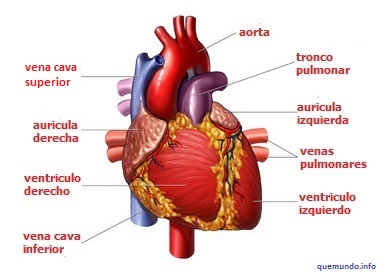 aorta
tronco
pulmonar
vena cava
superior
auricula
izquierda
auricula
derecha
venas
pulmonares
ventriculo
derecho
ventriculo
izquierdo
vena cava
inferior
quemundo.info